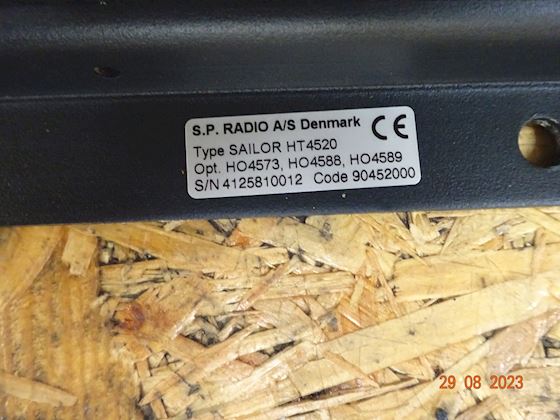 S.P. RADIO A/S Denmark CE
Type SAILOR HT4520
Opt. HO4573, HO4588, HO4589
S/N 4125810012 Code 90452000
29 08 2023